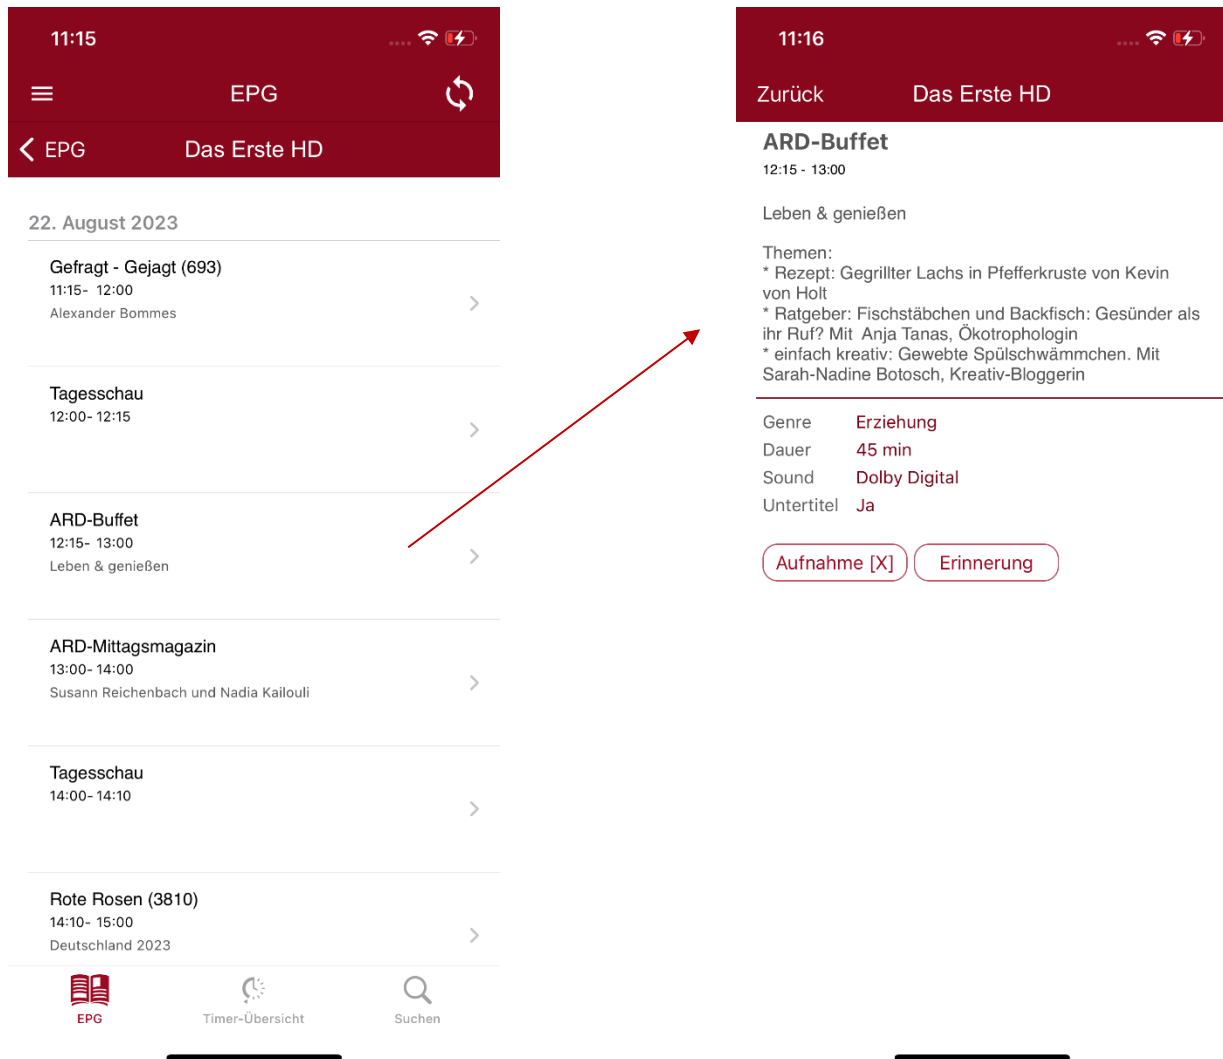 11:15
EPG
EPG
Das Erste HD
22. August 2023
Gefragt - Gejagt (693)
11:15- 12:00
Alexander Bommes
Tagesschau
12:00- 12:15
ARD-Buffet
12:15- 13:00
Leben & genießen
ARD-Mittagsmagazin
13:00- 14:00
Susann Reichenbach und Nadia Kailouli
Tagesschau
14:00- 14:10
Rote Rosen (3810)
14:10- 15:00
Deutschland 2023
EPG
Timer-Übersicht
Suchen
11:16
Zurück
Das Erste HD
ARD-Buffet
12:15 - 13:00
Leben & genießen
Themen:
* Rezept: Gegrillter Lachs in Pfefferkruste von Kevin
von Holt
* Ratgeber: Fischstäbchen und Backfisch: Gesünder als
ihr Ruf? Mit  Anja Tanas, Ökotrophologin
* einfach kreativ: Gewebte Spülschwämmchen. Mit
Sarah-Nadine Botosch, Kreativ-Bloggerin
Genre Erziehung
Dauer 45 min
Sound Dolby Digital
Untertitel Ja
Aufnahme [X]
Erinnerung